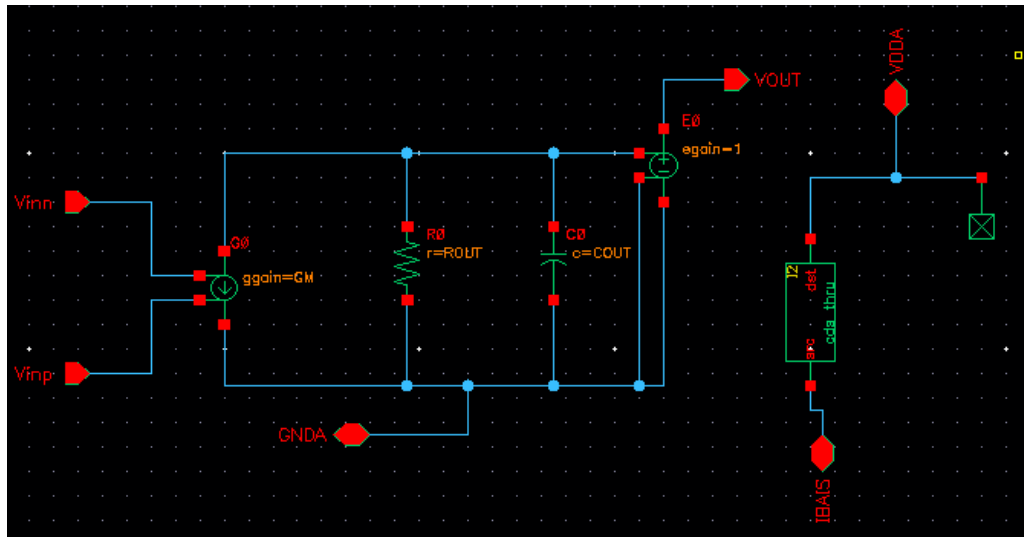 VDDA
VOUT
E0
egain=1
Vinn
G0
ggain=GM
R0
r=ROUT
C0
c=COUT
I2
dst
cds_thru
src
Vinp
GNDA
IBAIS